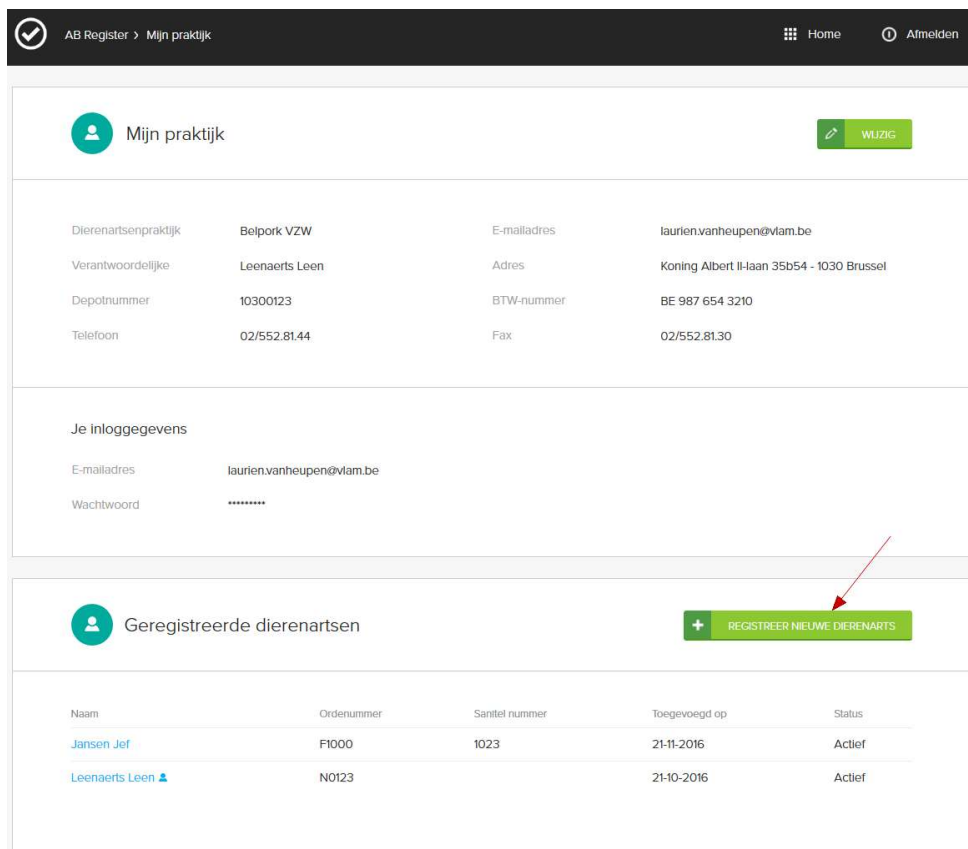 AB Register > Mijn praktijk Home Afmelden
Mijn praktijk WIJZIG
Dierenartsenpraktijk Belpork VZW E-mailadres laurien.vanheupen@vlam.be
Verantwoordelijke Leenaerts Leen Adres Koning Albert II-laan 35b54 - 1030 Brussel
Depotnummer 10300123 BTW-nummer BE 987 654 3210
Telefoon 02/552.81.44 Fax 02/552.81.30
Je inloggegevens
E-mailadres laurien.vanheupen@vlam.be
Wachtwoord *********
Geregistreerde dierenartsen + REGISTREER NIEUWE DIERENARTS
Naam Ordenummer Sanitel nummer Toegevoegd op Status
Jansen Jef F1000 1023 21-11-2016 Actief
Leenaerts Leen N0123 21-10-2016 Actief